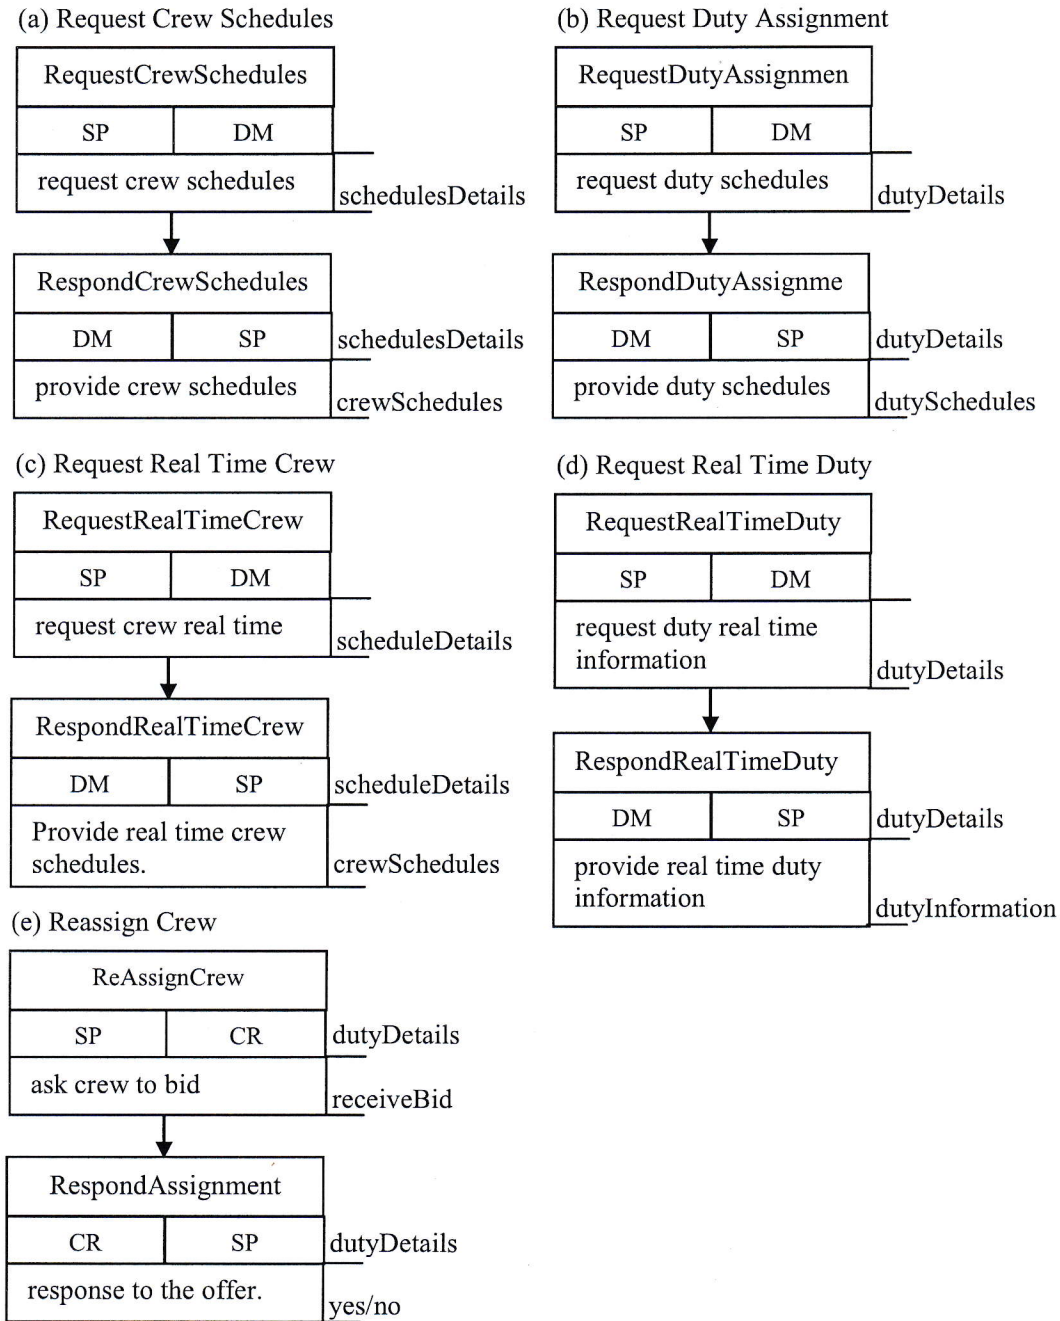 (a) Request Crew Schedules
RequestCrewSchedules
SP DM
request crew schedules
schedulesDetails
RespondCrewSchedules
DM SP
schedulesDetails
provide crew schedules
crewSchedules
(b) Request Duty Assignment
RequestDutyAssignmen
SP DM
request duty schedules
dutyDetails
RespondDutyAssignme
DM SP
dutyDetails
provide duty schedules
dutySchedules
(c) Request Real Time Crew
RequestRealTimeCrew
SP DM
request crew real time
scheduleDetails
RespondRealTimeCrew
DM SP
scheduleDetails
Provide real time crew
schedules.
crewSchedules
(d) Request Real Time Duty
RequestRealTimeDuty
SP DM
request duty real time
information
dutyDetails
RespondRealTimeDuty
DM SP
dutyDetails
provide real time duty
information
dutyInformation
(e) Reassign Crew
ReAssignCrew
SP CR
dutyDetails
ask crew to bid
receiveBid
RespondAssignment
CR SP
dutyDetails
response to the offer.
yes/no